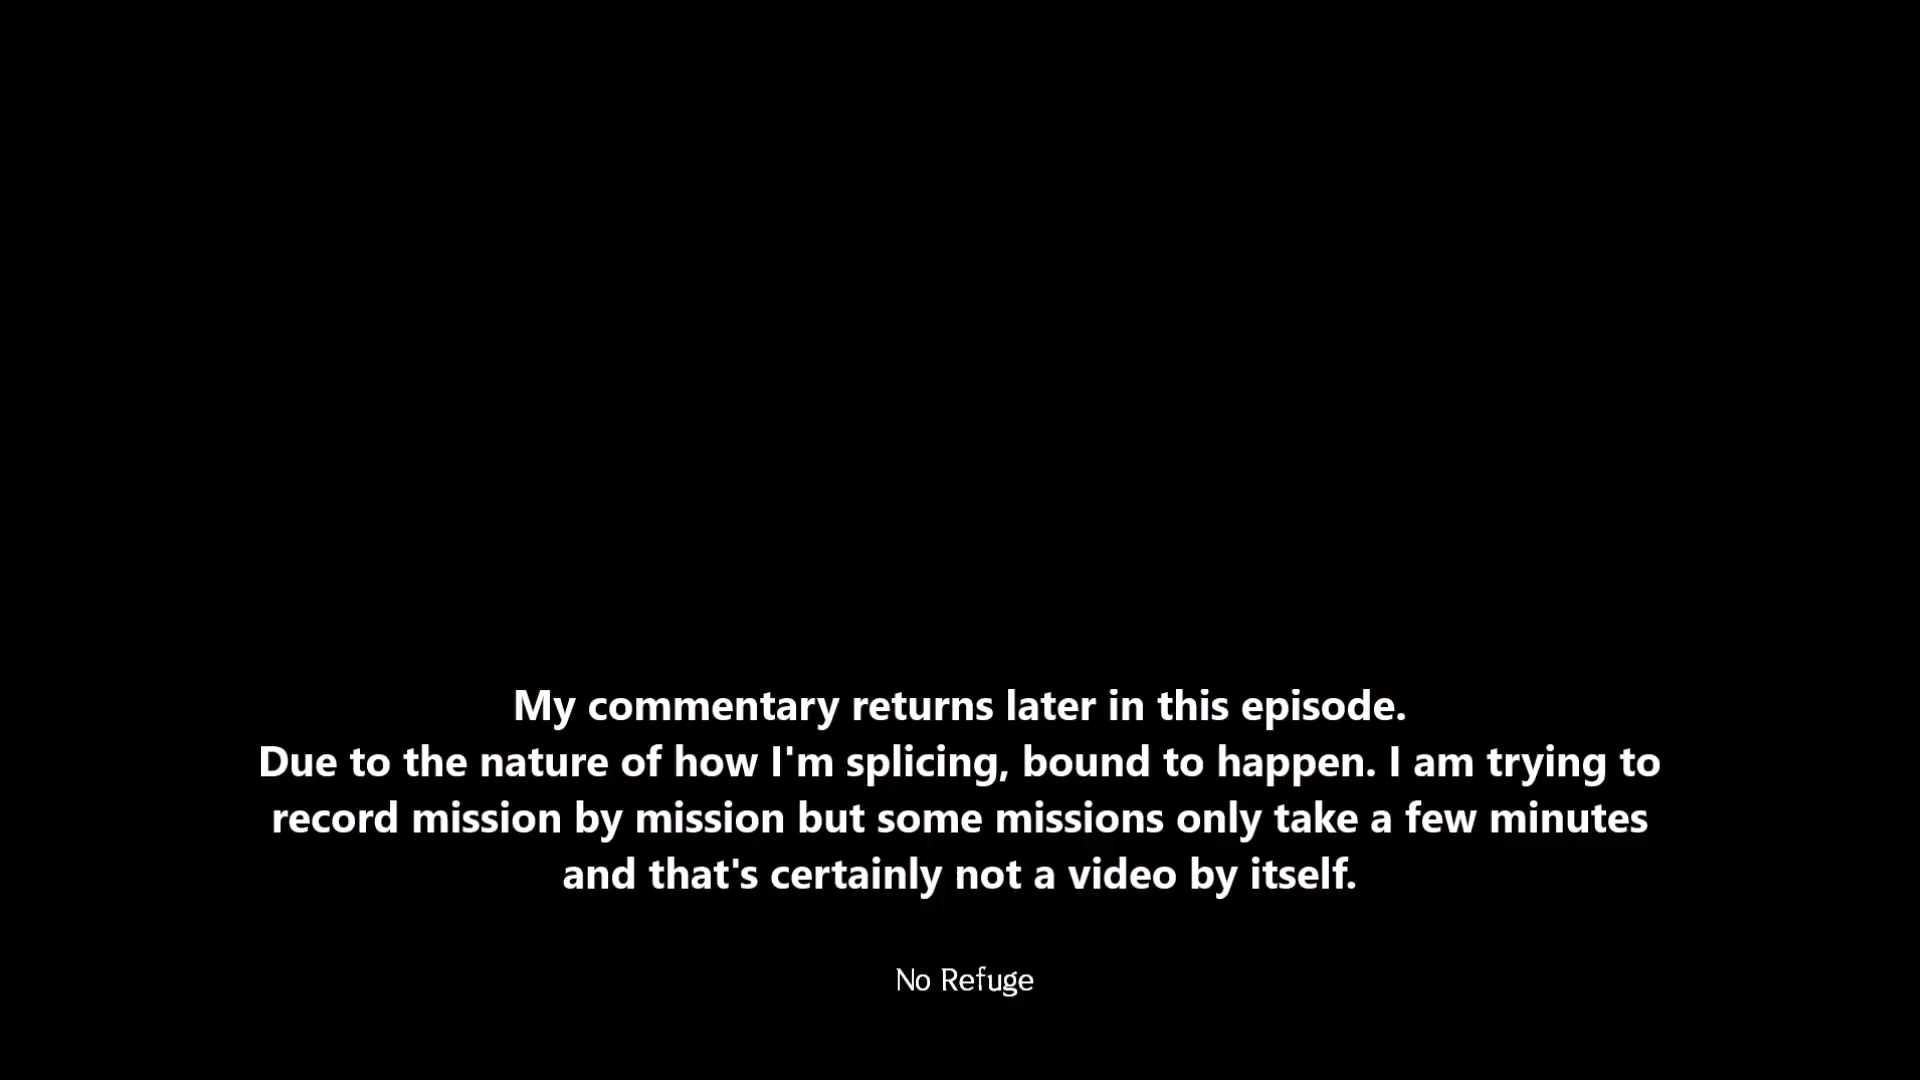 My commentary returns later in this episode.
Due to the nature of how I'm splicing, bound to happen. I am trying to
record mission by mission but some missions only take a few minutes
and that's certainly not a video by itself.
No Refuge